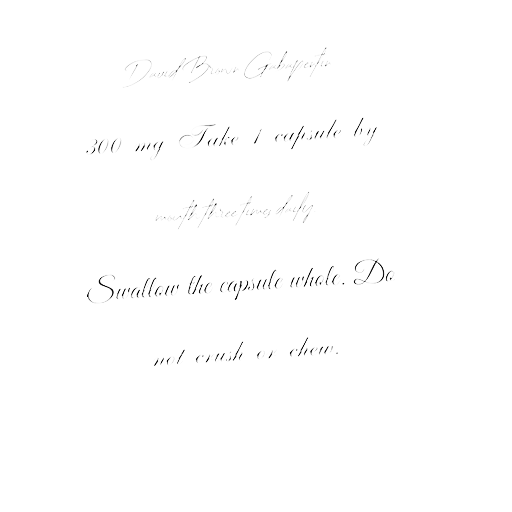 David Brown Gabapentin
300 mg Take 1 capsule by
mouth three times daily
Swallow the capsule whole. Do
not crush or chew.